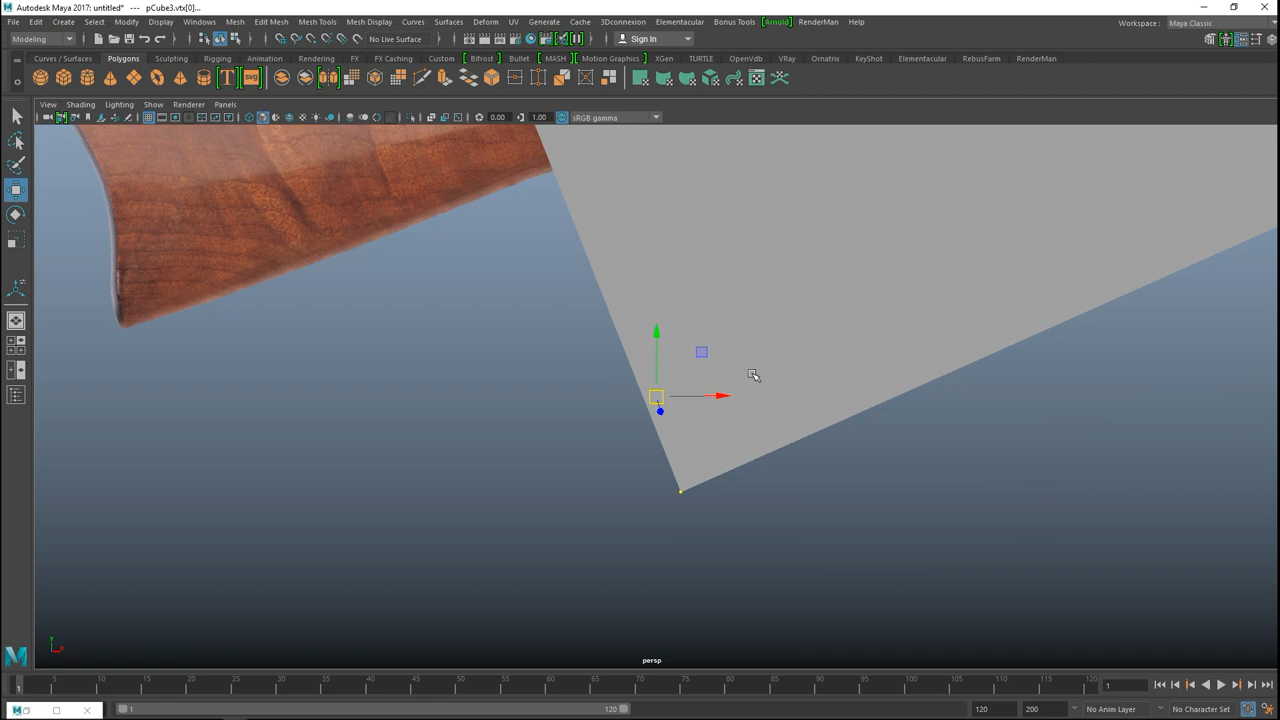 Autodesk Maya 2017: untitled* --- pCube3.vtx[0]...
File Edit Create Select Modify Display Windows Mesh Edit Mesh Mesh Tools Mesh Display Curves Surfaces Deform UV Generate Cache 3Dconnexion Elementacular Bonus Tools [Arnold] RenderMan Help
Workspace : Maya Classic
Modeling No Live Surface Sign In
Curves / Surfaces Polygons Sculpting Rigging Animation Rendering FX FX Caching Custom Bifrost Bullet MASH Motion Graphics XGen TURTLE OpenVdb VRay Ornatrix KeyShot Elementacular RebusFarm RenderMan
T svg
View Shading Lighting Show Renderer Panels
0.00 1.00 sRGB gamma
y x
persp
1 5 10 15 20 25 30 35 40 45 50 55 60 65 70 75 80 85 90 95 100 105 110 115 120 1
1 120 120 200 No Anim Layer No Character Set